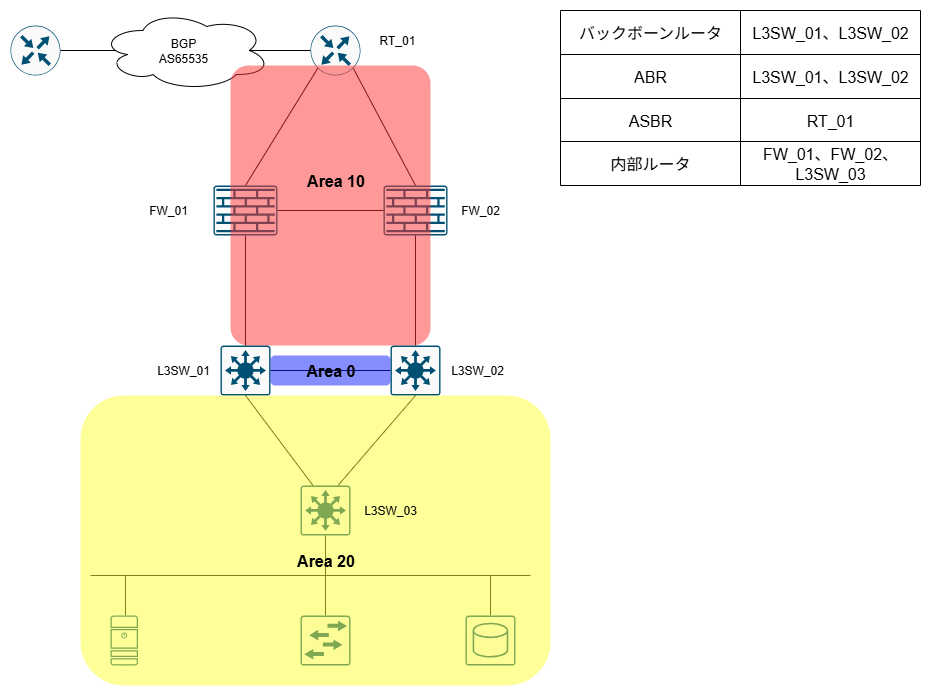 BGP
AS65535
RT_01
Area 10
FW_01
FW_02
L3SW_01
Area 0
L3SW_02
L3SW_03
Area 20
バックボーンルータ
L3SW_01、L3SW_02
ABR
L3SW_01、L3SW_02
ASBR
RT_01
内部ルータ
FW_01、FW_02、
L3SW_03